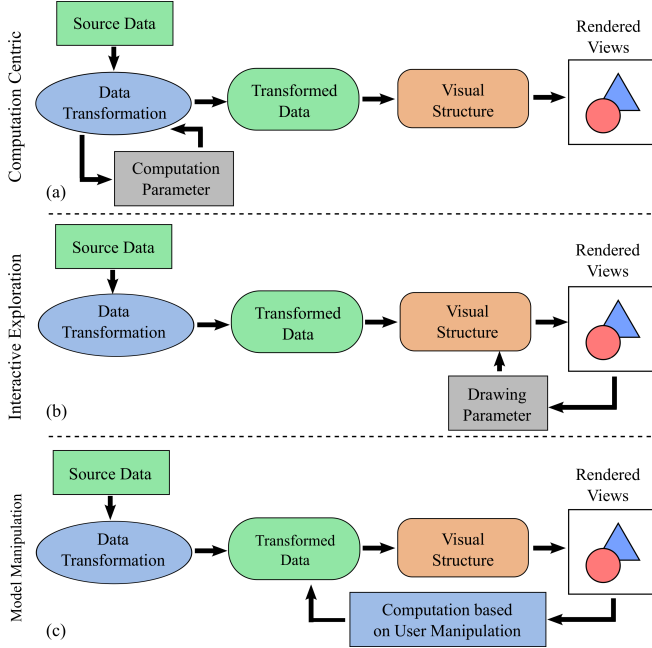 Computation Centric
Source Data
Data
Transformation
Transformed
Data
Visual
Structure
Rendered
Views
Computation
Parameter
(a)
Interactive Exploration
Source Data
Data
Transformation
Transformed
Data
Visual
Structure
Rendered
Views
Drawing
Parameter
(b)
Model Manipulation
Source Data
Data
Transformation
Transformed
Data
Visual
Structure
Rendered
Views
Computation based
on User Manipulation
(c)